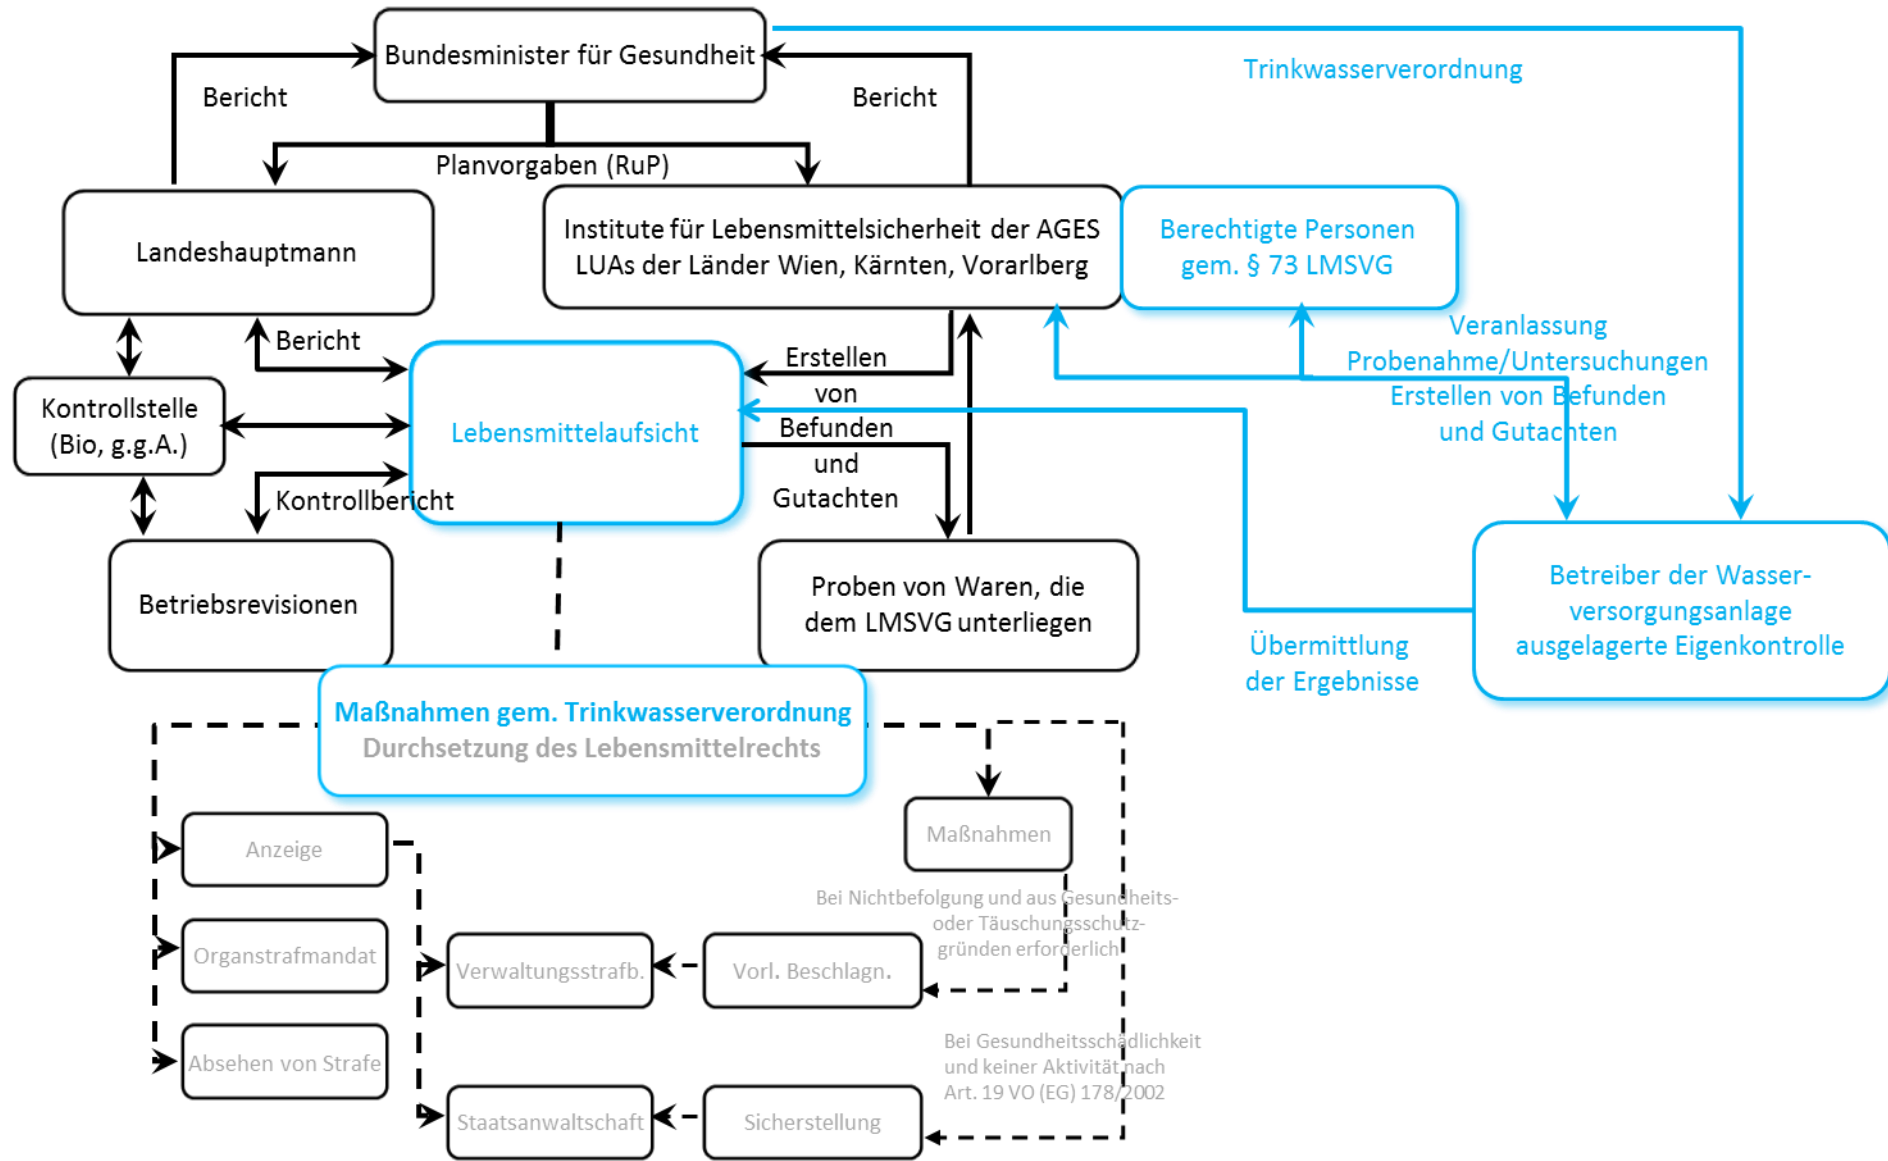 Bundesminister für Gesundheit
Trinkwasserverordnung
Bericht
Bericht
Planvorgaben (RuP)
Landeshauptmann
Institute für Lebensmittelsicherheit der AGES
LUAs der Länder Wien, Kärnten, Vorarlberg
Berechtigte Personen
gem. § 73 LMSVG
Bericht
Erstellen
von
Befunden
und
Gutachten
Veranlassung
Probenahme/Untersuchungen
Erstellen von Befunden
und Gutachten
Kontrollstelle
(Bio, g.g.A.)
Lebensmittelaufsicht
Kontrollbericht
Betriebsrevisionen
Proben von Waren, die
dem LMSVG unterliegen
Betreiber der Wasser-
versorgungsanlage
ausgelagerte Eigenkontrolle
Übermittlung
der Ergebnisse
Maßnahmen gem. Trinkwasserverordnung
Durchsetzung des Lebensmittelrechts
Anzeige
Maßnahmen
Bei Nichtbefolgung und aus Gesundheits-
oder Täuschungsschutz-
gründen erforderlich
Organstrafmandat
Verwaltungsstrafb.
Vorl. Beschlagn.
Absehen von Strafe
Bei Gesundheitsschädlichkeit
und keiner Aktivität nach
Art. 19 VO (EG) 178/2002
Staatsanwaltschaft
Sicherstellung